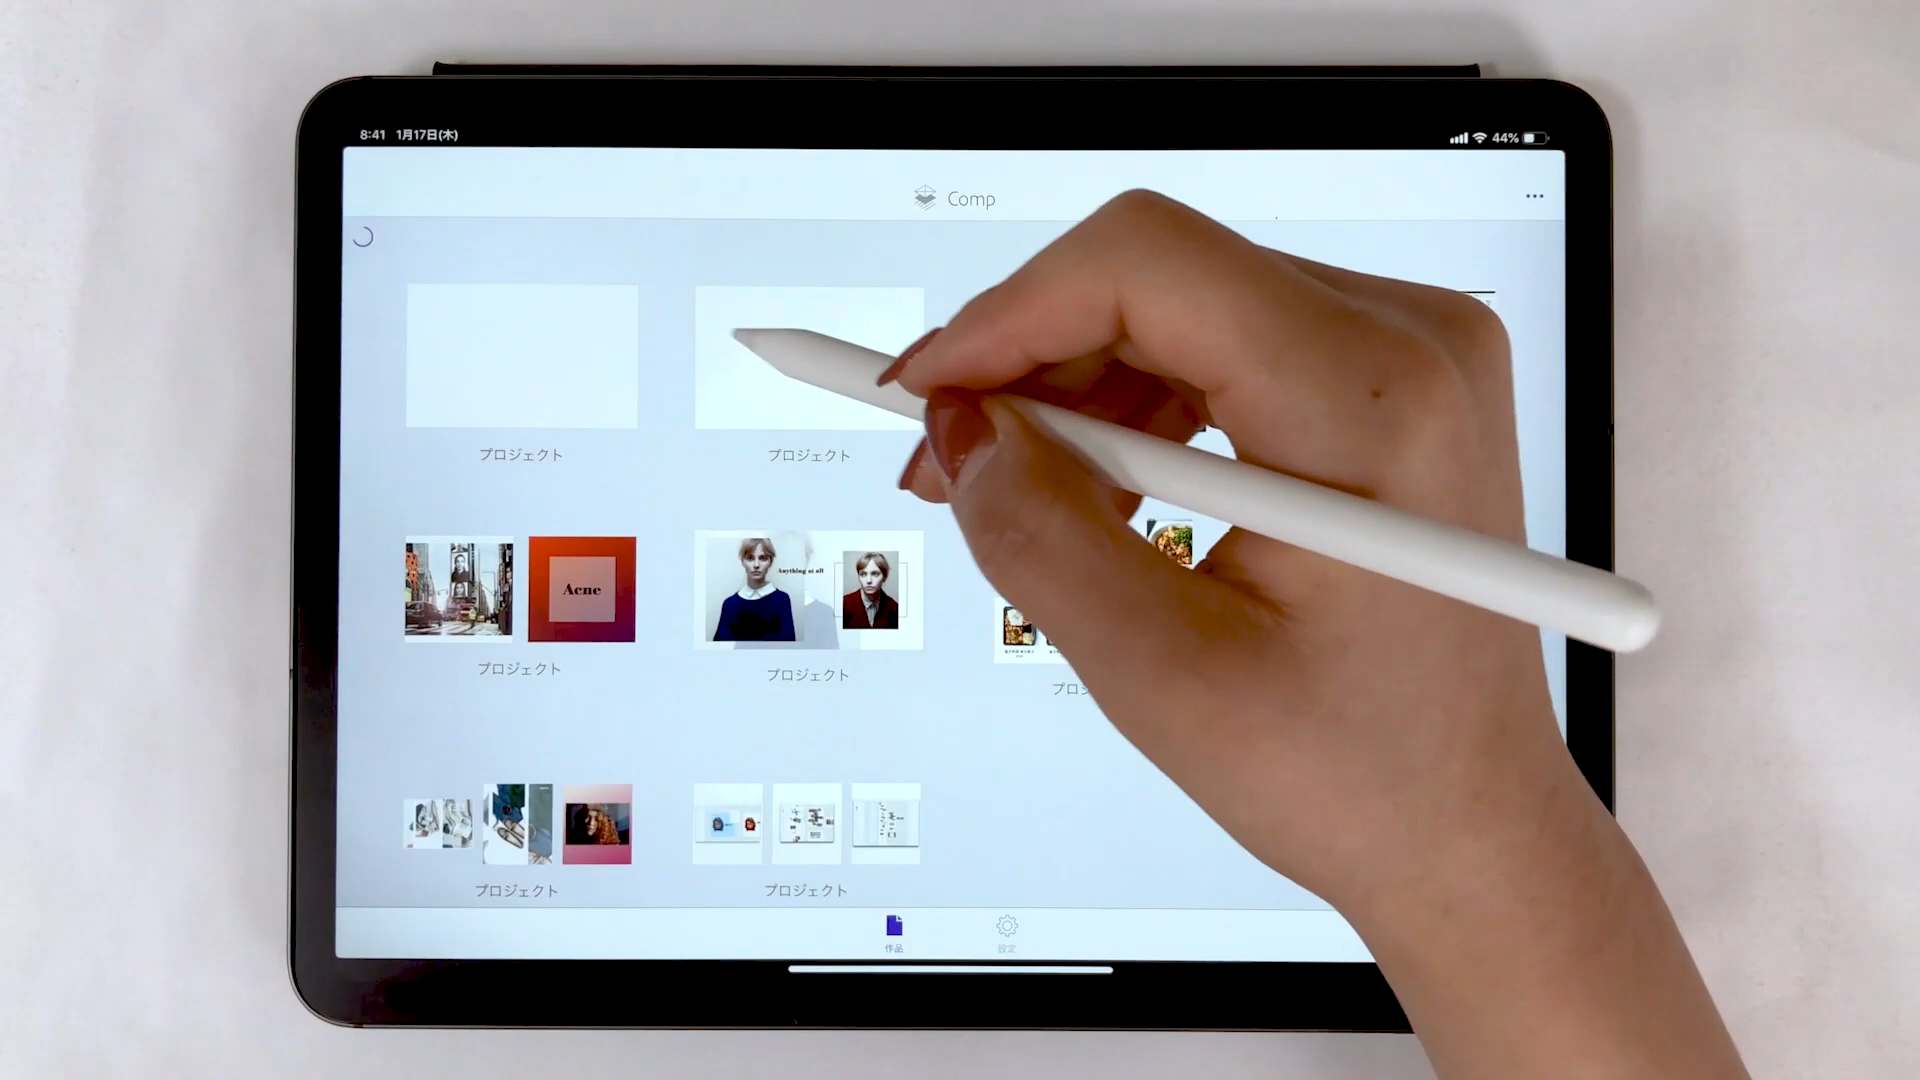 8:41 1月17日(木)
44%
Comp
プロジェクト
プロジェクト
Acne
Anything at all
プロジェクト
プロジェクト
プロジ
プロジェクト
プロジェクト
作品
設定